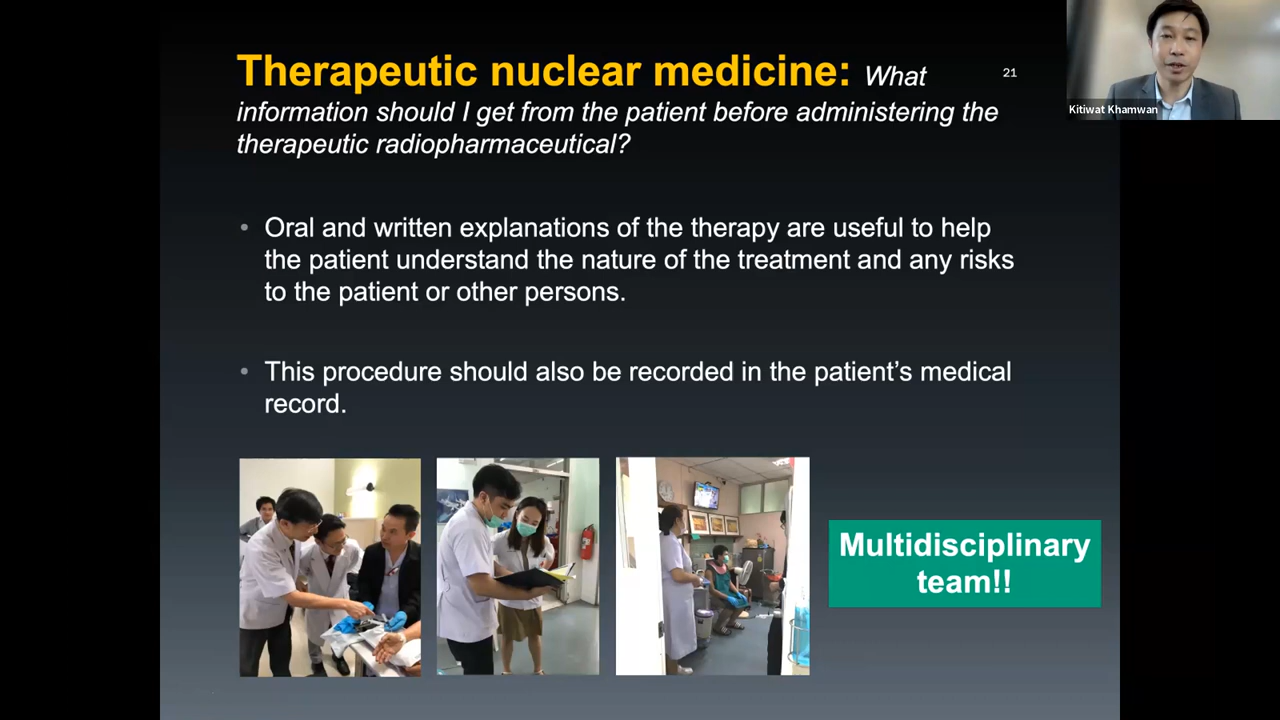 Therapeutic nuclear medicine: What
information should I get from the patient before administering the
therapeutic radiopharmaceutical?
21
Kitiwat Khamwan
• Oral and written explanations of the therapy are useful to help
the patient understand the nature of the treatment and any risks
to the patient or other persons.
• This procedure should also be recorded in the patient’s medical
record.
Multidisciplinary
team!!